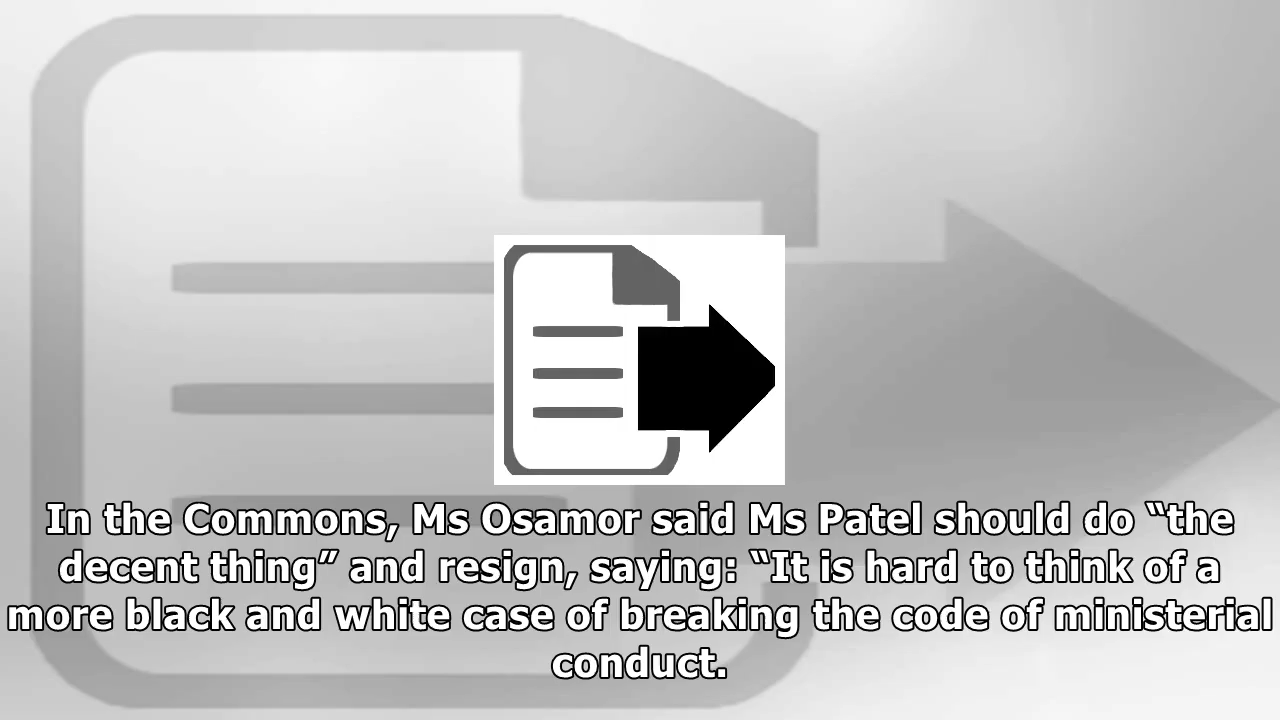 In the Commons, Ms Osamor said Ms Patel should do “the
decent thing” and resign, saying: “It is hard to think of a
more black and white case of breaking the code of ministerial
conduct.